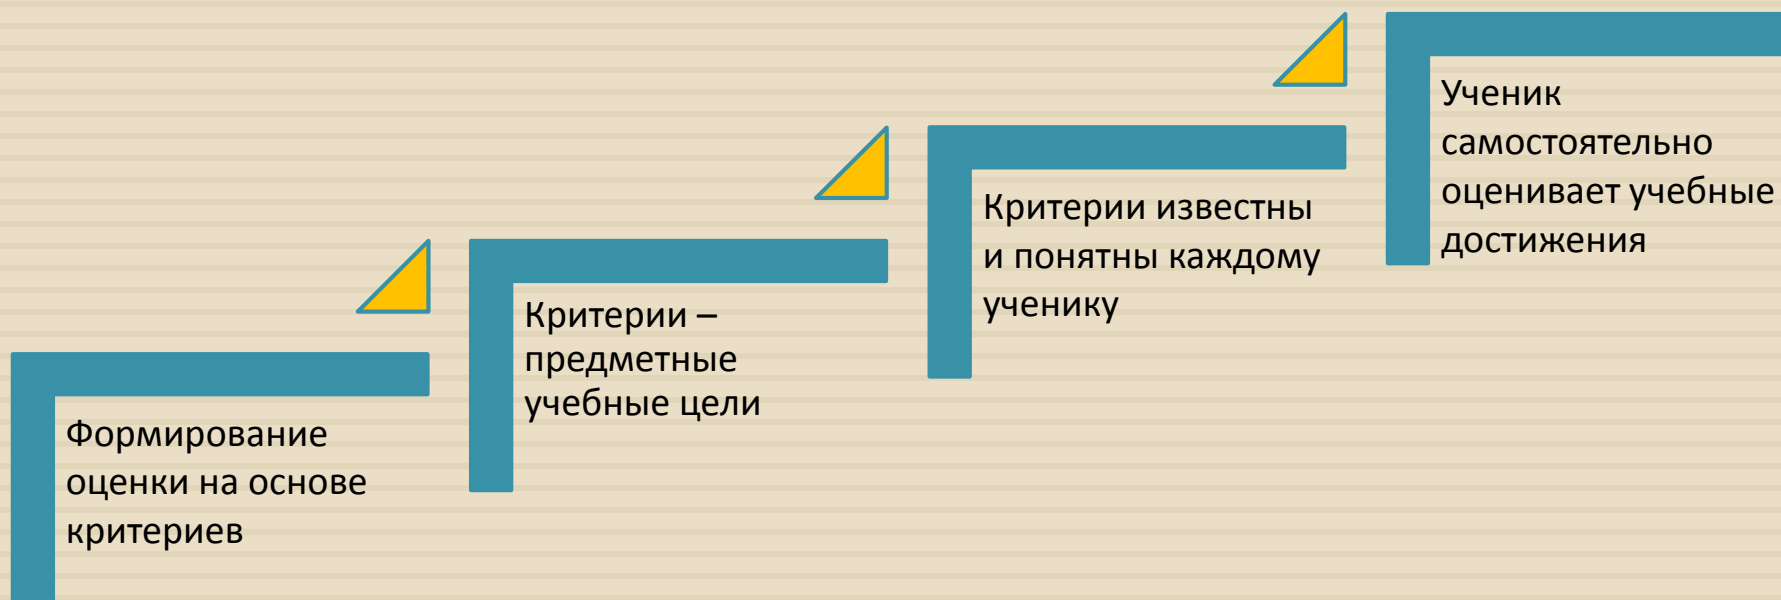 Формирование
оценки на основе
критериев
Критерии –
предметные
учебные цели
Критерии известны
и понятны каждому
ученику
Ученик
самостоятельно
оценивает учебные
достижения